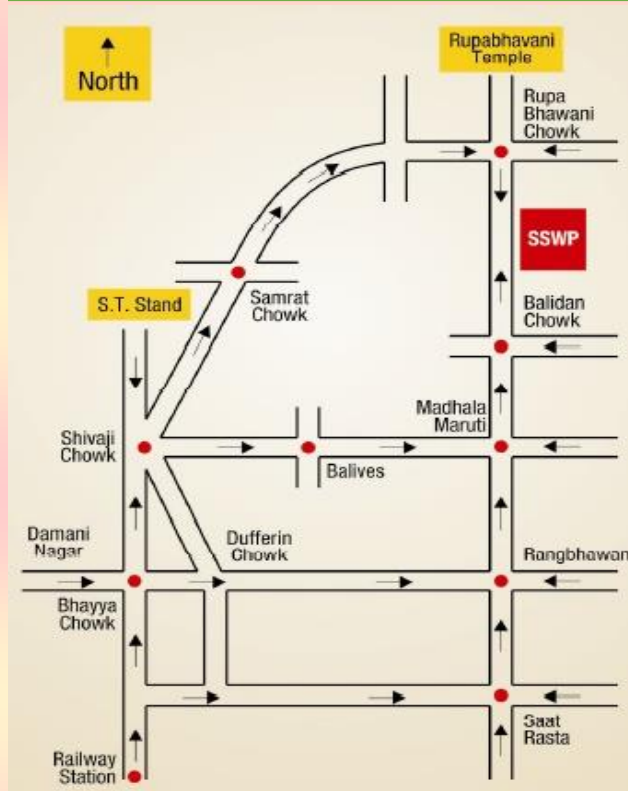 North
Rupabhavani
Temple
Rupa
Bhawani
Chowk
SSWP
S.T. Stand
Samrat
Chowk
Balidan
Chowk
Madhala
Maruti
Shivaji
Chowk
Balives
Damani
Nagar
Dufferin
Chowk
Rangbhawan
Bhayya
Chowk
Saat
Rasta
Railway
Station